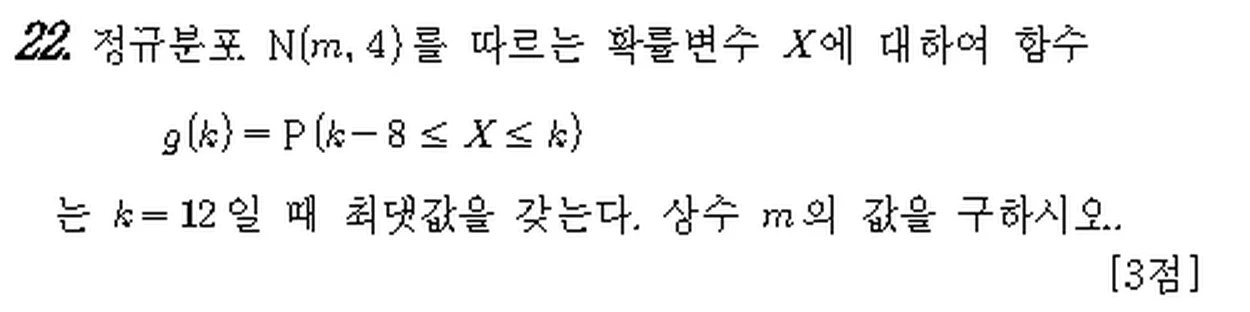 22. 정규분포 N(m, 4)를 따르는 확률변수 X에 대하여 함수
g(k) = P(k-8 ≤ X ≤ k)
는 k=12일 때 최댓값을 갖는다. 상수 m의 값을 구하시오..
[3점]